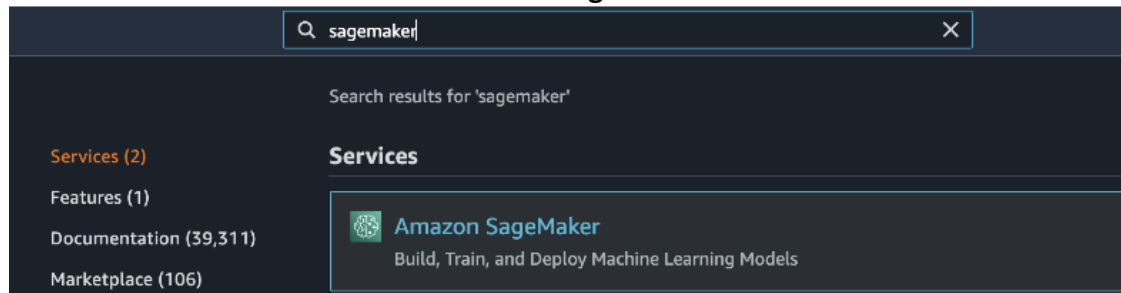 sagemaker
Search results for 'sagemaker'
Services (2)
Features (1)
Documentation (39,311)
Marketplace (106)
Services
Amazon SageMaker
Build, Train, and Deploy Machine Learning Models